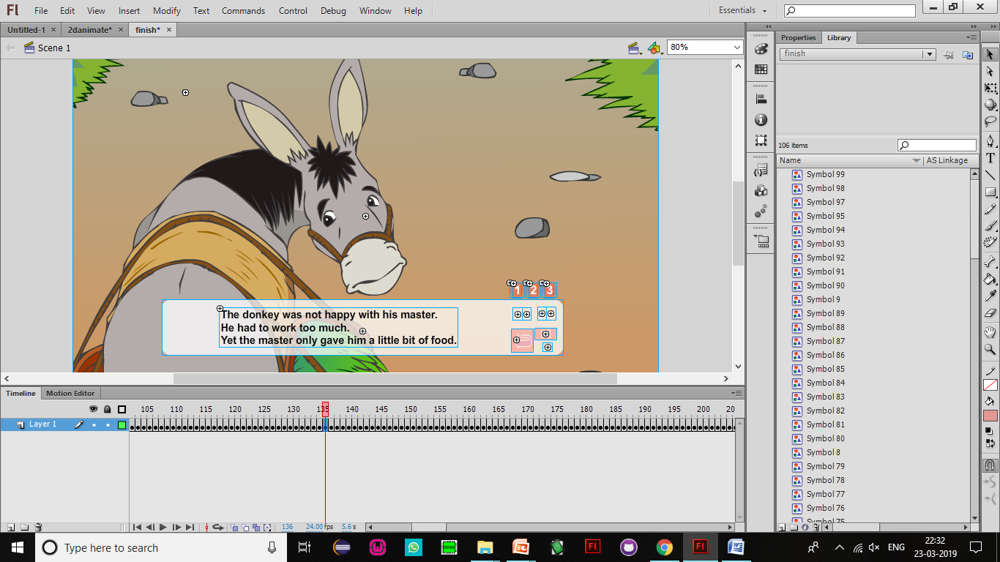 Fl File Edit View Insert Modify Text Commands Control Debug Window Help Essentials
Untitled-1 × 2danimate* × finish* ×
Scene 1 80%
1 2 3
The donkey was not happy with his master.
He had to work too much.
Yet the master only gave him a little bit of food.
Properties Library
finish
106 items
Name AS Linkage
Symbol 99
Symbol 98
Symbol 97
Symbol 96
Symbol 95
Symbol 94
Symbol 93
Symbol 92
Symbol 91
Symbol 90
Symbol 9
Symbol 89
Symbol 88
Symbol 87
Symbol 86
Symbol 85
Symbol 84
Symbol 83
Symbol 82
Symbol 81
Symbol 80
Symbol 8
Symbol 79
Symbol 78
Symbol 77
Symbol 76
Symbol 75
Timeline Motion Editor
105 110 115 120 125 130 135 140 145 150 155 160 165 170 175 180 185 190 195 200 20
Layer 1
136 24.00 fps 5.6 s
Type here to search
8085
Fl
Fl
ENG
22:32
23-03-2019